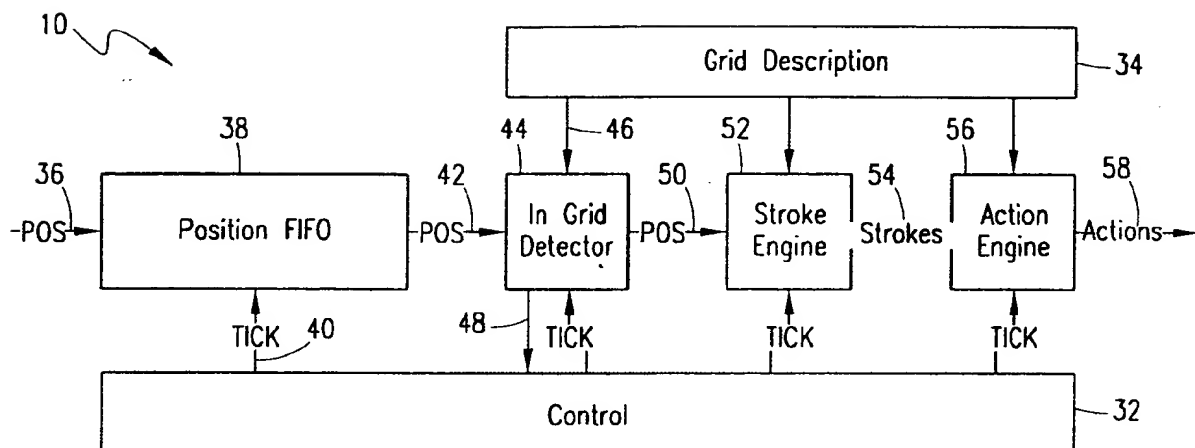 10
Grid Description
34
38
44
46
52
56
36
42
50
54
58
POS
Position FIFO
POS
In Grid
Detector
POS
Stroke
Engine
Strokes
Action
Engine
Actions
TICK
40
48
TICK
TICK
TICK
Control
32